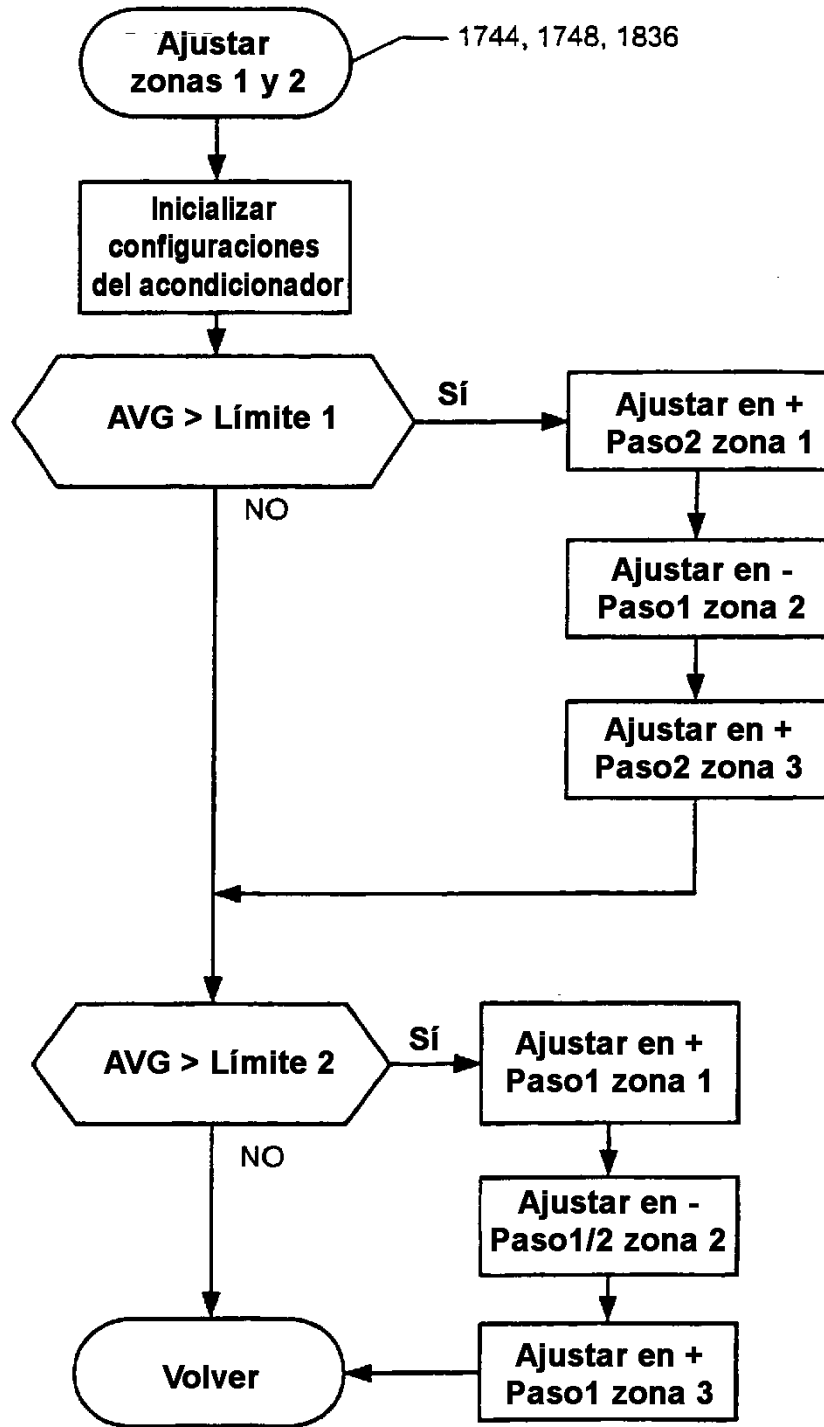 Ajustar
zonas 1 y 2
1744, 1748, 1836
Inicializar
configuraciones
del acondicionador
AVG > Límite 1
Sí
NO
Ajustar en +
Paso2 zona 1
Ajustar en -
Paso1 zona 2
Ajustar en +
Paso2 zona 3
AVG > Límite 2
Sí
NO
Ajustar en +
Paso1 zona 1
Ajustar en -
Paso1/2 zona 2
Ajustar en +
Paso1 zona 3
Volver